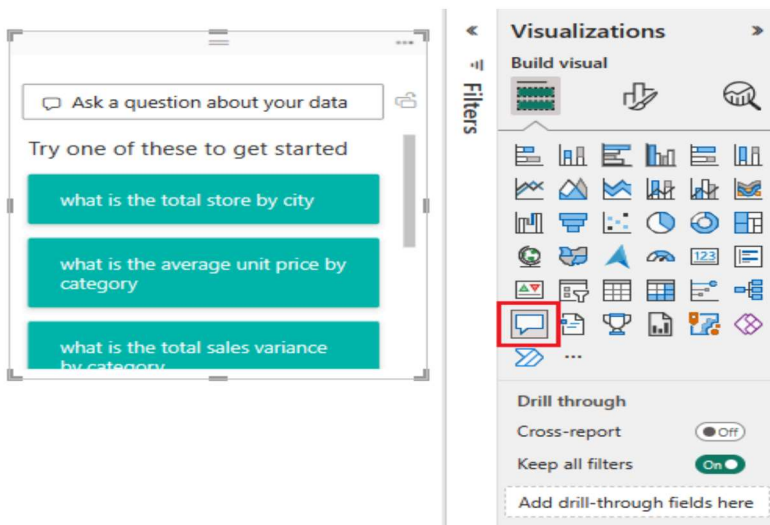 Ask a question about your data
Try one of these to get started
what is the total store by city
what is the average unit price by
category
what is the total sales variance
by category
Filters
Visualizations
Build visual
123
Drill through
Cross-report
Off
Keep all filters
On
Add drill-through fields here